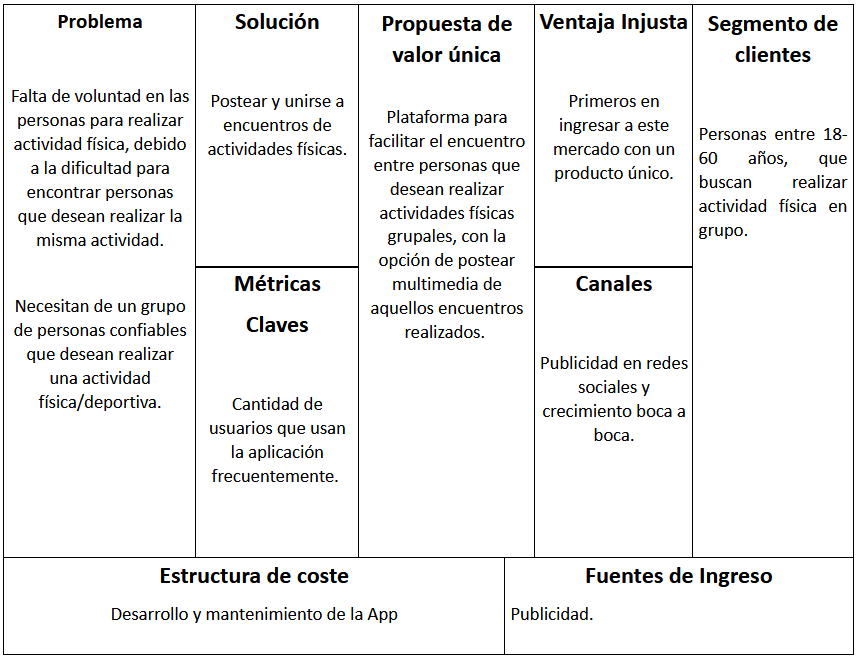 Problema
Falta de voluntad en las
personas para realizar
actividad física, debido
a la dificultad para
encontrar personas
que desean realizar la
misma actividad.
Necesitan de un grupo
de personas confiables
que desean realizar
una actividad
física/deportiva.
Solución
Postear y unirse a
encuentros de
actividades físicas.
Métricas
Claves
Cantidad de
usuarios que usan
la aplicación
frecuentemente.
Propuesta de
valor única
Plataforma para
facilitar el encuentro
entre personas que
desean realizar
actividades físicas
grupales, con la
opción de postear
multimedia de
aquellos encuentros
realizados.
Ventaja Injusta
Primeros en
ingresar a este
mercado con un
producto único.
Canales
Publicidad en redes
sociales y
crecimiento boca a
boca.
Segmento de
clientes
Personas entre 18-
60 años, que
buscan realizar
actividad física en
grupo.
Estructura de coste
Desarrollo y mantenimiento de la App
Fuentes de Ingreso
Publicidad.